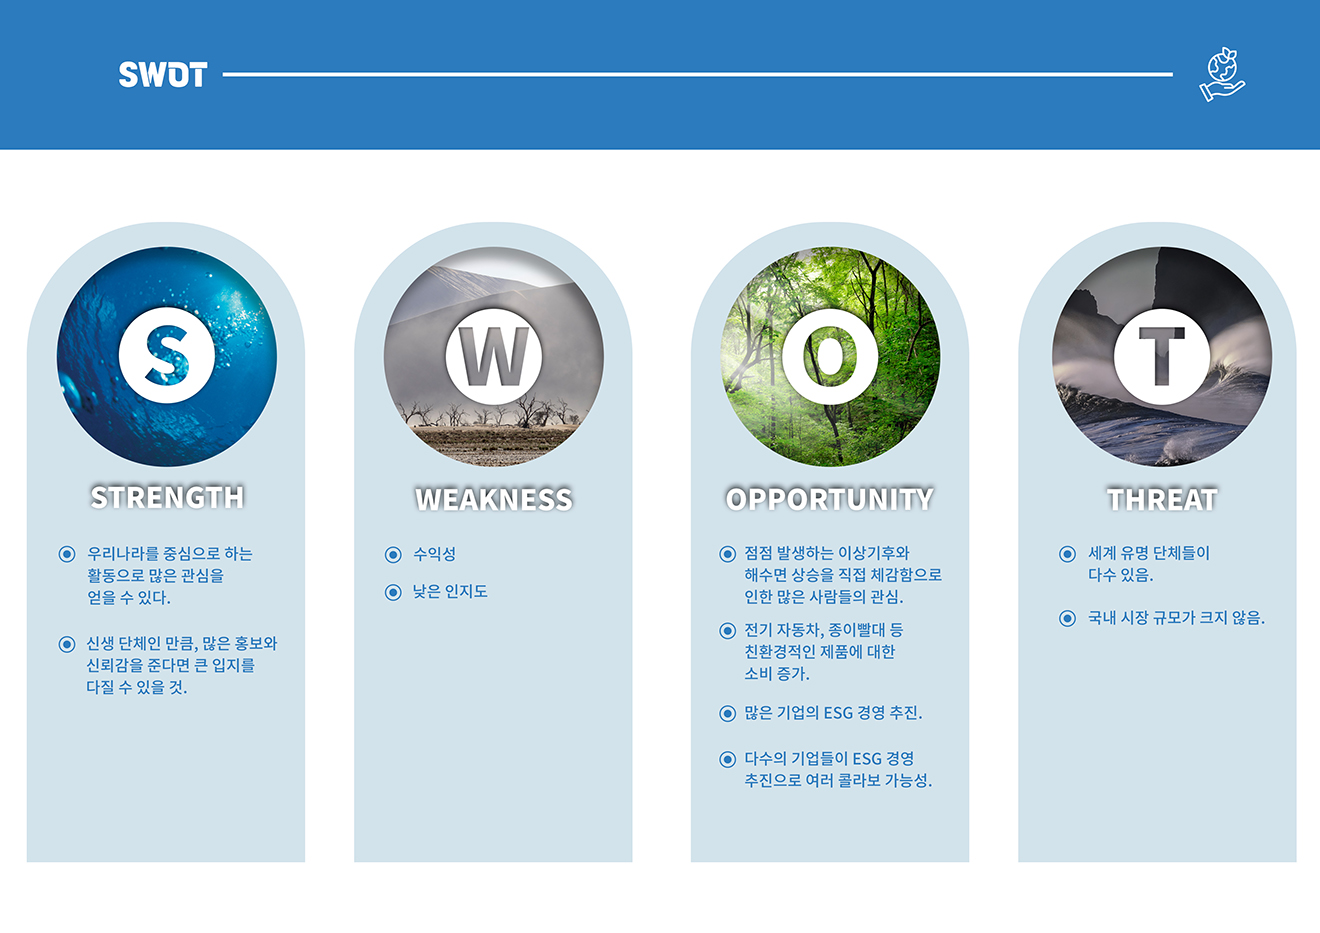 SWOT
S
STRENGTH
우리나라를 중심으로 하는
활동으로 많은 관심을
얻을 수 있다.
신생 단체인 만큼, 많은 홍보와
신뢰감을 준다면 큰 입지를
다질 수 있을 것.
W
WEAKNESS
수익성
낮은 인지도
O
OPPORTUNITY
점점 발생하는 이상기후와
해수면 상승을 직접 체감함으로
인한 많은 사람들의 관심.
전기 자동차, 종이빨대 등
친환경적인 제품에 대한
소비 증가.
많은 기업의 ESG 경영 추진.
다수의 기업들이 ESG 경영
추진으로 여러 콜라보 가능성.
T
THREAT
세계 유명 단체들이
다수 있음.
국내 시장 규모가 크지 않음.